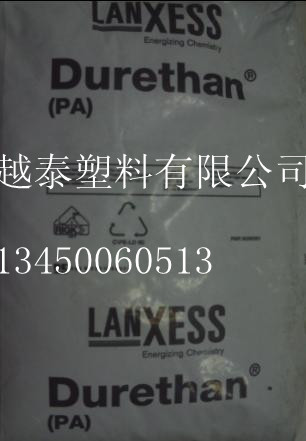 LANXESS
Energizing Chemistry
Durethan®
(PA)
越泰塑料有限公司
13450060513
LANXESS
Energizing Chemistry
Durethan®
(PA)